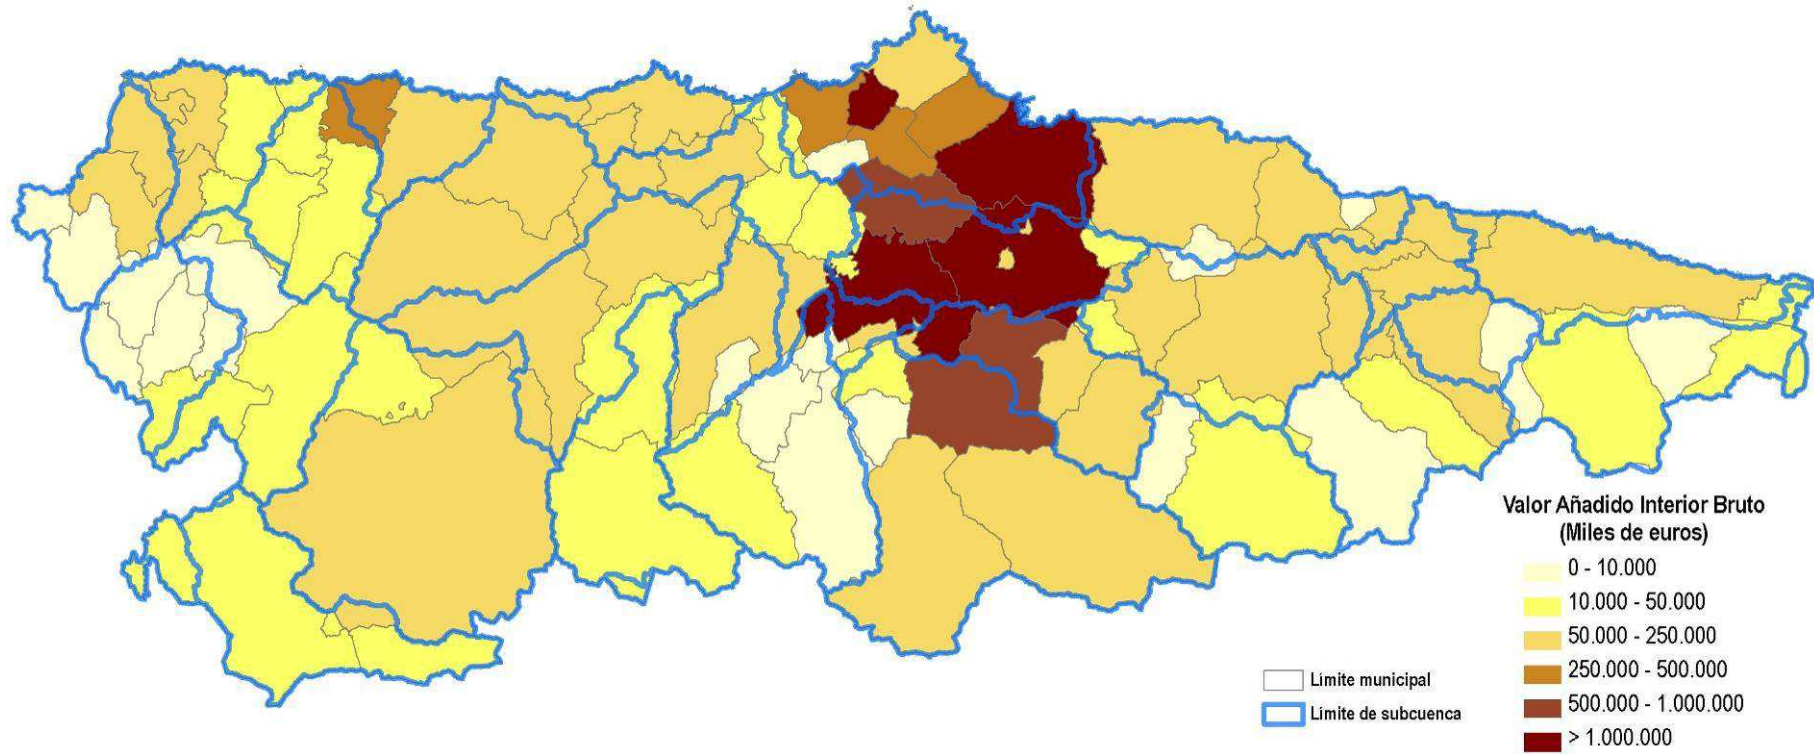 Valor Añadido Interior Bruto
(Miles de euros)
0 - 10.000
10.000 - 50.000
50.000 - 250.000
250.000 - 500.000
500.000 - 1.000.000
> 1.000.000
Límite municipal
Límite de subcuenca